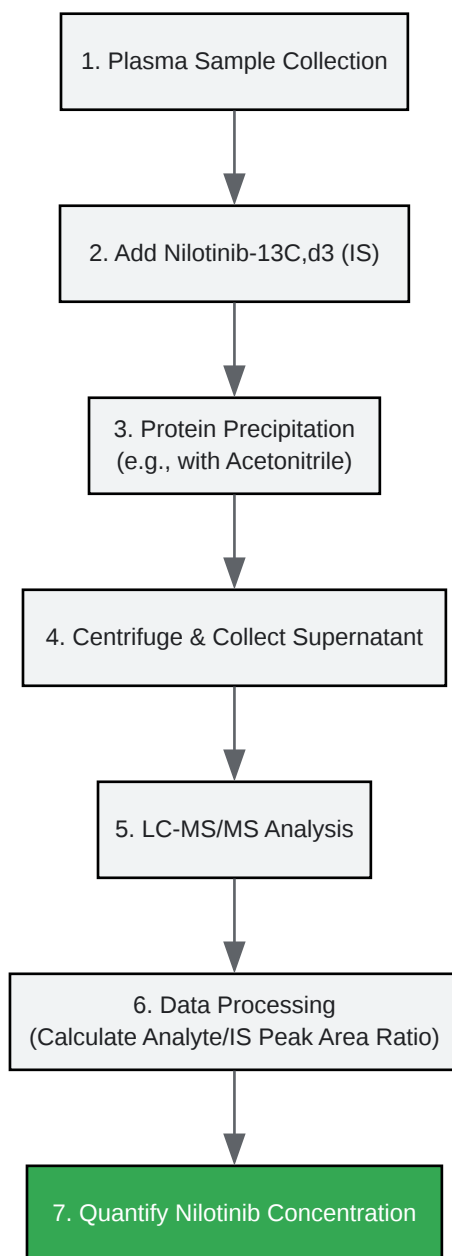 1. Plasma Sample Collection
2. Add Nilotinib-13C,d3 (IS)
3. Protein Precipitation
(e.g., with Acetonitrile)
4. Centrifuge & Collect Supernatant
5. LC-MS/MS Analysis
6. Data Processing
(Calculate Analyte/IS Peak Area Ratio)
7. Quantify Nilotinib Concentration